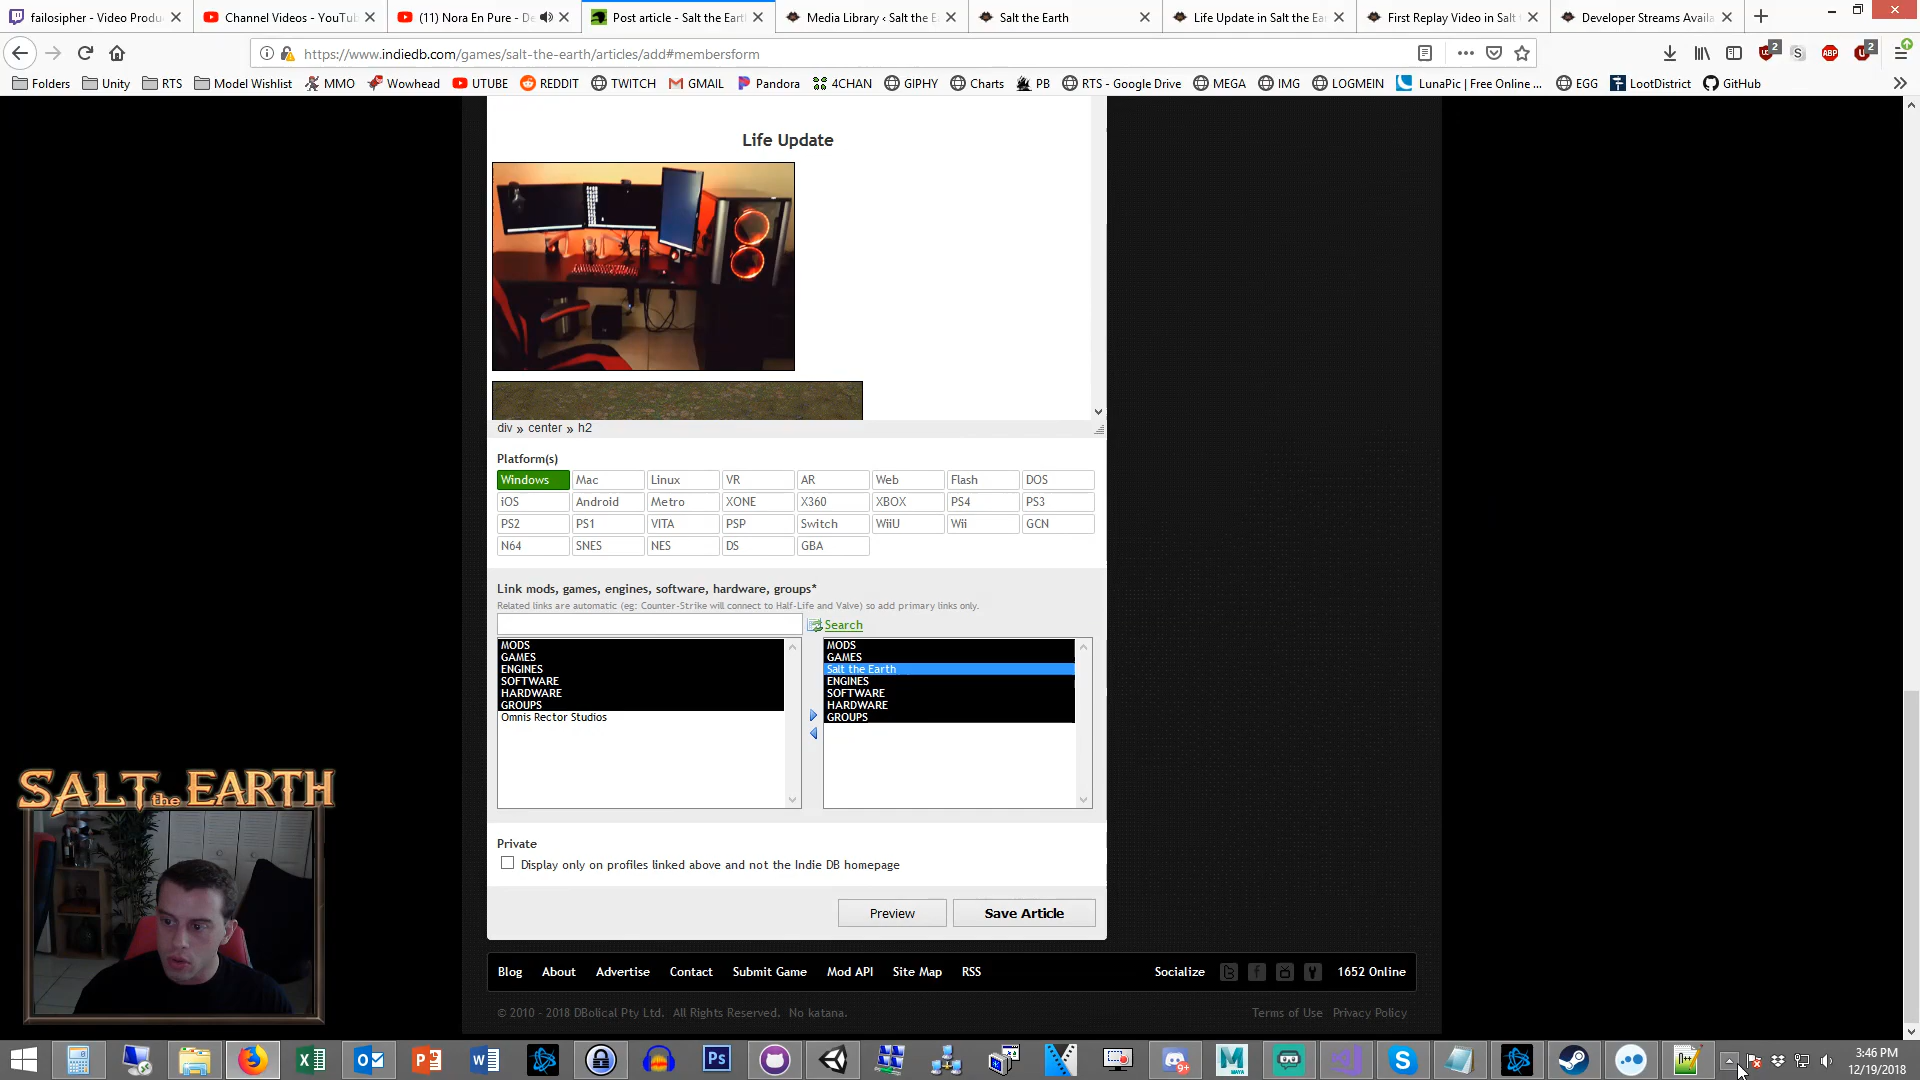 failosipher - Video Produ
Channel Videos - YouTu
(11) Nora En Pure - De
Post article - Salt the Eart
Media Library ‹ Salt the E
Salt the Earth
Life Update in Salt the Ear
First Replay Video in Salt
Developer Streams Availa
https://www.indiedb.com/games/salt-the-earth/articles/add#membersform
2
2
Folders
Unity
RTS
Model Wishlist
MMO
Wowhead
UTUBE
REDDIT
TWITCH
GMAIL
Pandora
4CHAN
GIPHY
Charts
PB
RTS - Google Drive
MEGA
IMG
LOGMEIN
LunaPic | Free Online ...
EGG
LootDistrict
GitHub
Life Update
div » center » h2
Platform(s)
Windows Mac Linux VR AR Web Flash DOS
iOS Android Metro XONE X360 XBOX PS4 PS3
PS2 PS1 VITA PSP Switch WiiU Wii GCN
N64 SNES NES DS GBA
Link mods, games, engines, software, hardware, groups*
Related links are automatic (eg: Counter-Strike will connect to Half-Life and Valve) so add primary links only.
Search
MODS
GAMES
ENGINES
SOFTWARE
HARDWARE
GROUPS
Omnis Rector Studios
MODS
GAMES
Salt the Earth
ENGINES
SOFTWARE
HARDWARE
GROUPS
SALT the EARTH
Private
Display only on profiles linked above and not the Indie DB homepage
Preview
Save Article
Blog About Advertise Contact Submit Game Mod API Site Map RSS
Socialize
1652 Online
© 2010 - 2018 DBolical Pty Ltd. All Rights Reserved. No katana.
Terms of Use Privacy Policy
3:46 PM
12/19/2018